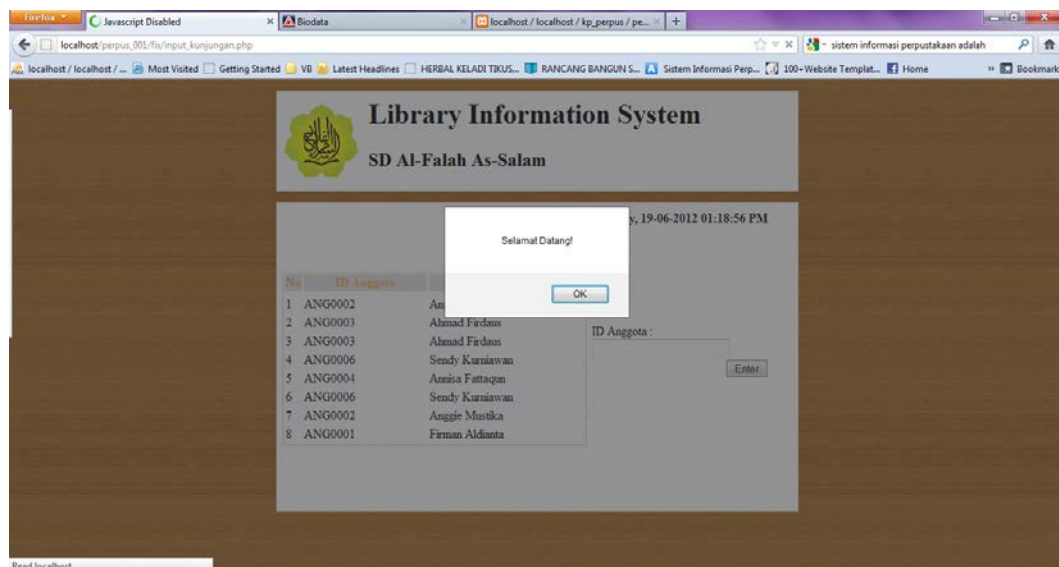 Firefox
Javascript Disabled
Biodata
localhost / localhost / kp_perpus / pe...
localhost/perpus_001/fix/input_kunjungan.php
sistem informasi perpustakaan adalah
localhost / localhost / ...
Most Visited
Getting Started
VB
Latest Headlines
HERBAL KELADI TIKUS...
RANCANG BANGUN S...
Sistem Informasi Perp...
100+ Website Templat...
Home
Bookmark
Library Information System
SD Al-Falah As-Salam
y, 19-06-2012 01:18:56 PM
Selamat Datang!
OK
No ID Anggota
1 ANG0002 An
2 ANG0003 Ahmad Firdaus
3 ANG0003 Ahmad Firdaus
4 ANG0006 Sendy Kurniawan
5 ANG0004 Annisa Fattaqun
6 ANG0006 Sendy Kurniawan
7 ANG0002 Anggie Mustika
8 ANG0001 Firman Aldianta
ID Anggota :
Enter
Read localhost